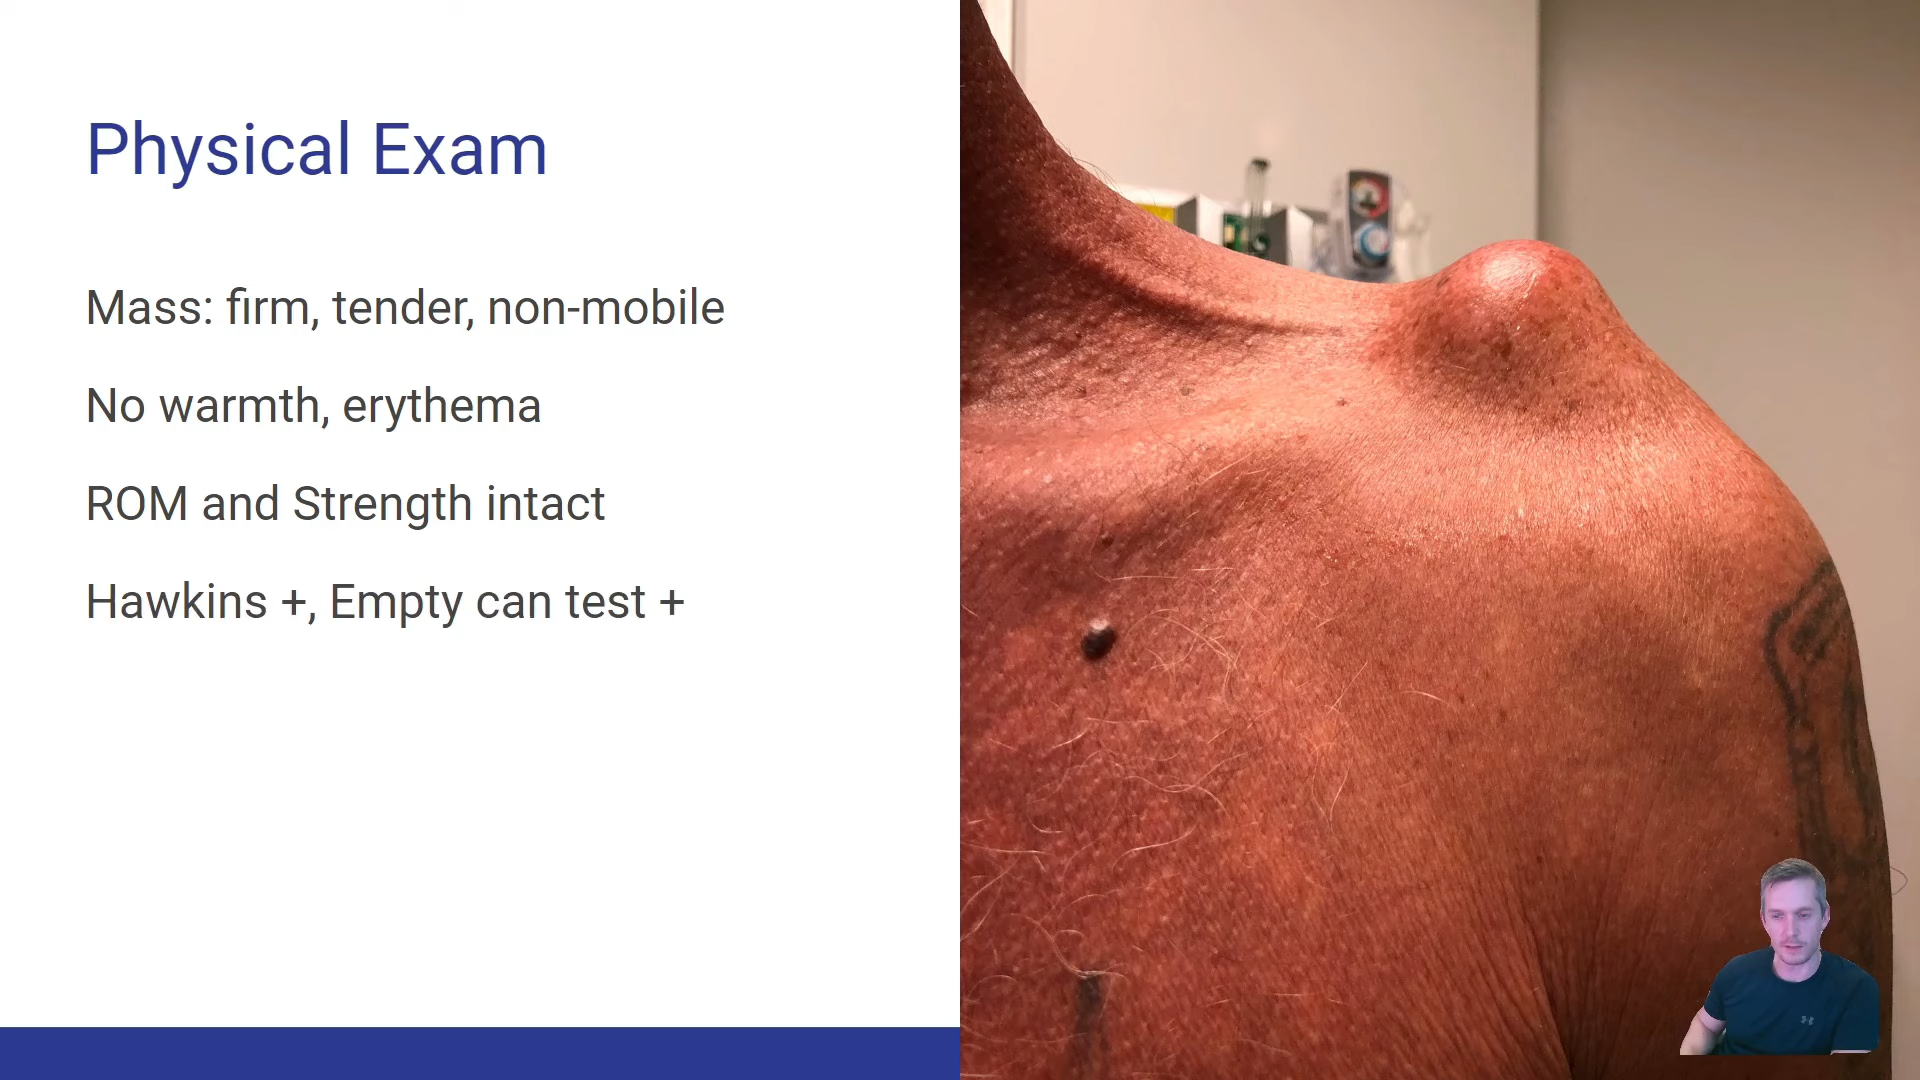 Physical Exam
Mass: firm, tender, non-mobile
No warmth, erythema
ROM and Strength intact
Hawkins +, Empty can test +